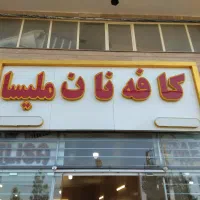 کافه نان ملیسا